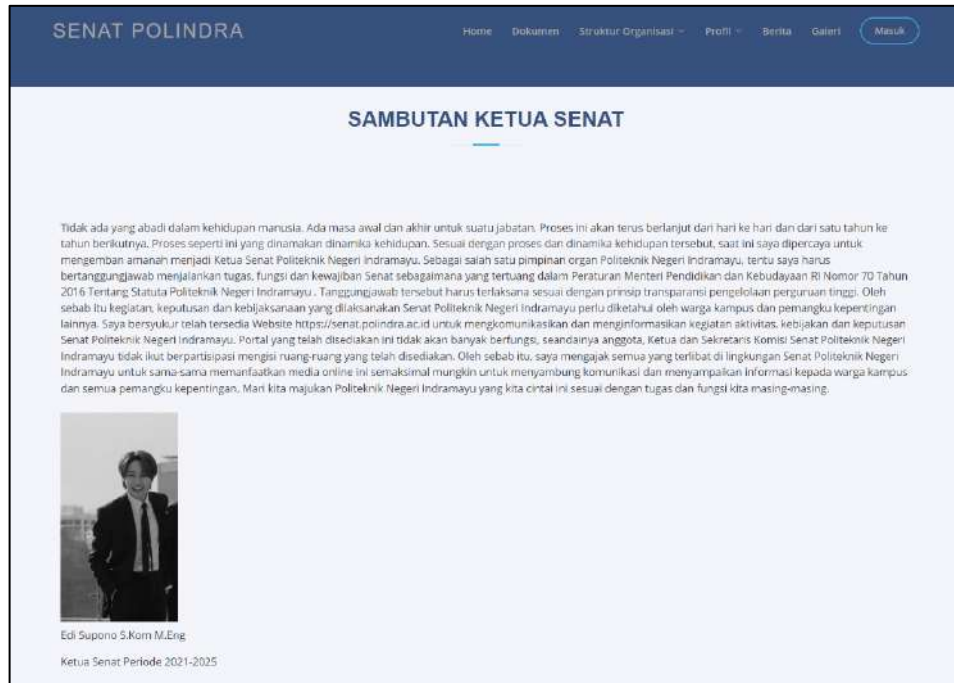 SENAT POLINDRA
Home Dokumen Struktur Organisasi Profil Berita Galeri Masuk
SAMBUTAN KETUA SENAT
Tidak ada yang abadi dalam kehidupan manusia. Ada masa awal dan akhir untuk suatu jabatan. Proses ini akan terus berlanjut dari hari ke hari dan dari satu tahun ke
tahun berikutnya. Proses seperti ini yang dinamakan dinamika kehidupan. Sesuai dengan proses dan dinamika kehidupan tersebut, saat ini saya dipercaya untuk
mengemban amanah menjadi Ketua Senat Politeknik Negeri Indramayu. Sebagai salah satu pimpinan organ Politeknik Negeri Indramayu, tentu saya harus
bertanggungjawab menjalankan tugas, fungsi dan kewajiban Senat sebagaimana yang tertuang dalam Peraturan Menteri Pendidikan dan Kebudayaan RI Nomor 70 Tahun
2016 Tentang Statuta Politeknik Negeri Indramayu . Tanggungjawab tersebut harus terlaksana sesuai dengan prinsip transparansi pengelolaan perguruan tinggi. Oleh
sebab itu kegiatan, keputusan dan kebijaksanaan yang dilaksanakan Senat Politeknik Negeri Indramayu perlu diketahui oleh warga kampus dan pemangku kepentingan
lainnya. Saya bersyukur telah tersedia Website https://senat.polindra.ac.id untuk mengkomunikasikan dan menginformasikan kegiatan aktivitas, kebijakan dan keputusan
Senat Politeknik Negeri Indramayu. Portal yang telah disediakan ini tidak akan banyak berfungsi, seandainya anggota, Ketua dan Sekretaris Komisi Senat Politeknik Negeri
Indramayu tidak ikut berpartisipasi mengisi ruang-ruang yang telah disediakan. Oleh sebab itu, saya mengajak semua yang terlibat di lingkungan Senat Politeknik Negeri
Indramayu untuk sama-sama memanfaatkan media online ini semaksimal mungkin untuk menyambung komunikasi dan menyampaikan informasi kepada warga kampus
dan semua pemangku kepentingan. Mari kita majukan Politeknik Negeri Indramayu yang kita cintai ini sesuai dengan tugas dan fungsi kita masing-masing.
Edi Supono S.Kom M.Eng
Ketua Senat Periode 2021-2025